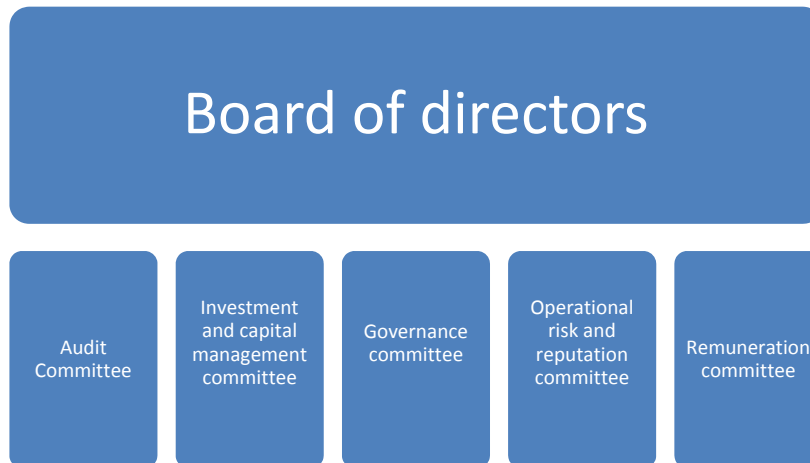 Board of directors
Audit
Committee
Investment
and capital
management
committee
Governance
committee
Operational
risk and
reputation
committee
Remuneration
committee